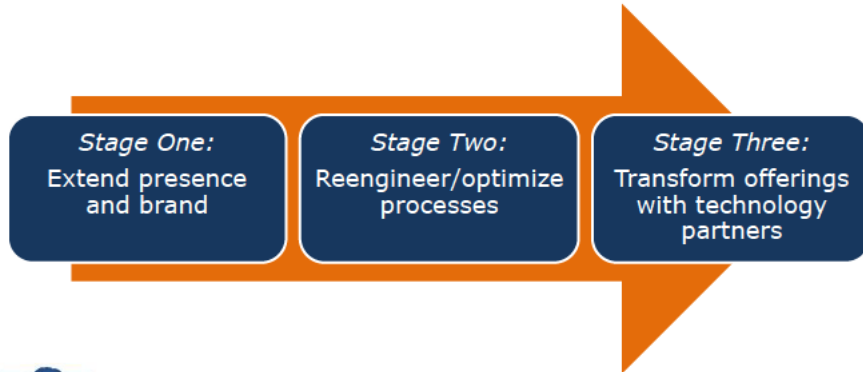 Stage One:
Extend presence
and brand
Stage Two:
Reengineer/optimize
processes
Stage Three:
Transform offerings
with technology
partners